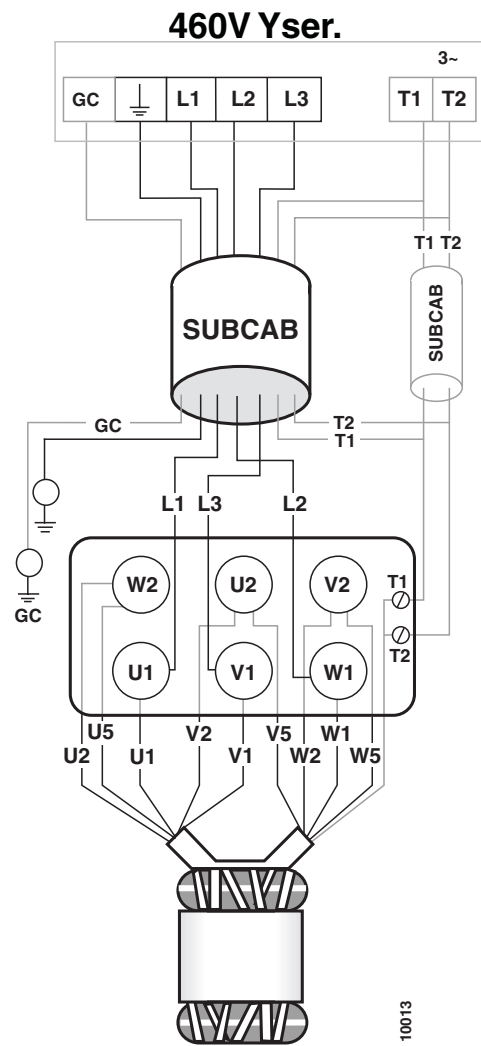 460V Yser.
3~
GC L1 L2 L3 T1 T2
T1 T2
SUBCAB
SUBCAB
GC T2
T1
L1 L3 L2
W2 U2 V2 T1
GC
T2
U1 V1 W1
U5 V2 V5 W1
U2 U1 V1 W2 W5
10013